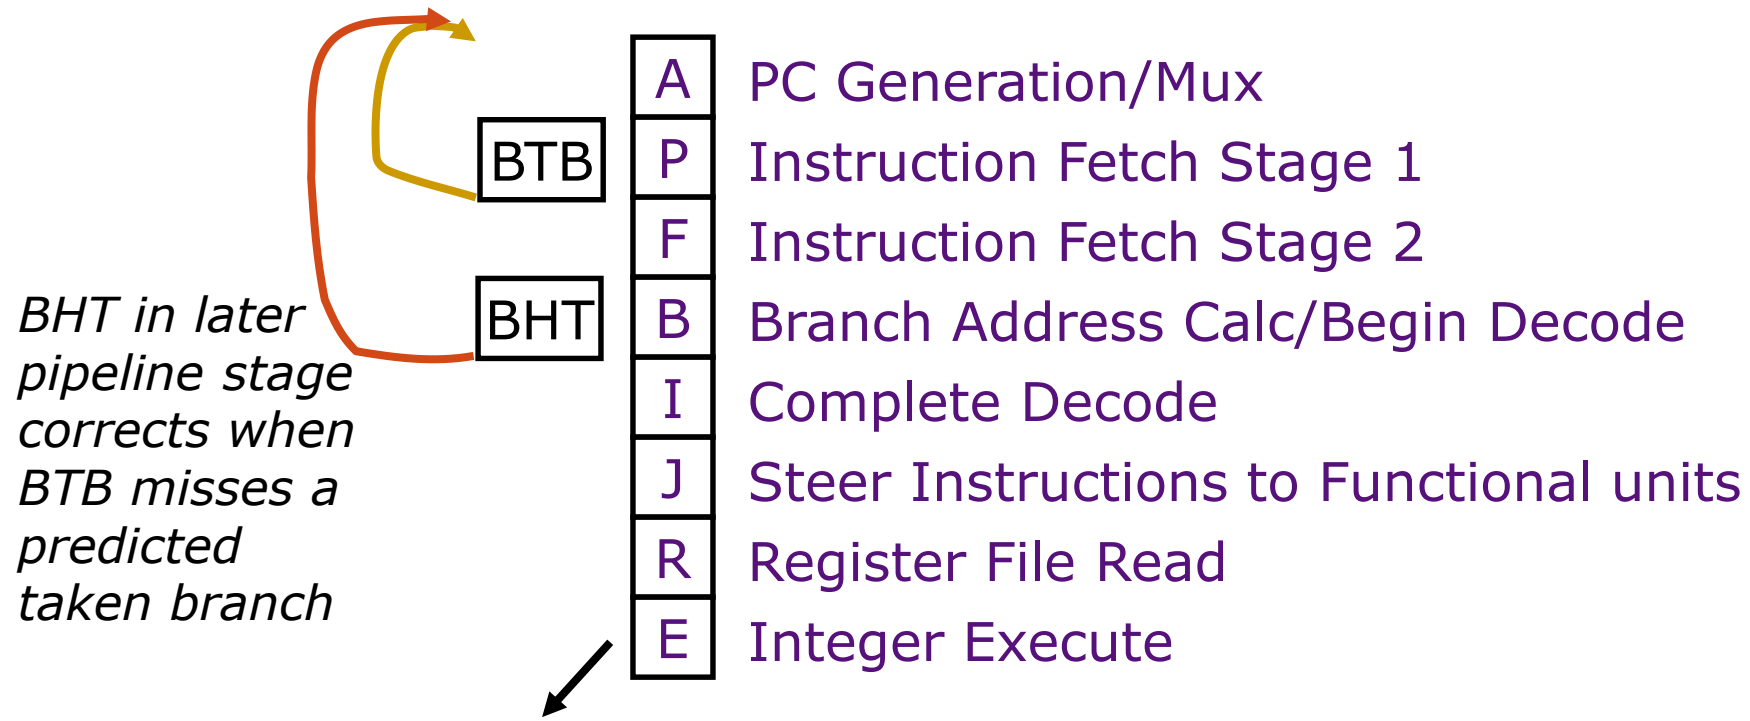 A PC Generation/Mux
BTB P Instruction Fetch Stage 1
F Instruction Fetch Stage 2
BHT B Branch Address Calc/Begin Decode
I Complete Decode
J Steer Instructions to Functional units
R Register File Read
E Integer Execute
BHT in later
pipeline stage
corrects when
BTB misses a
predicted
taken branch